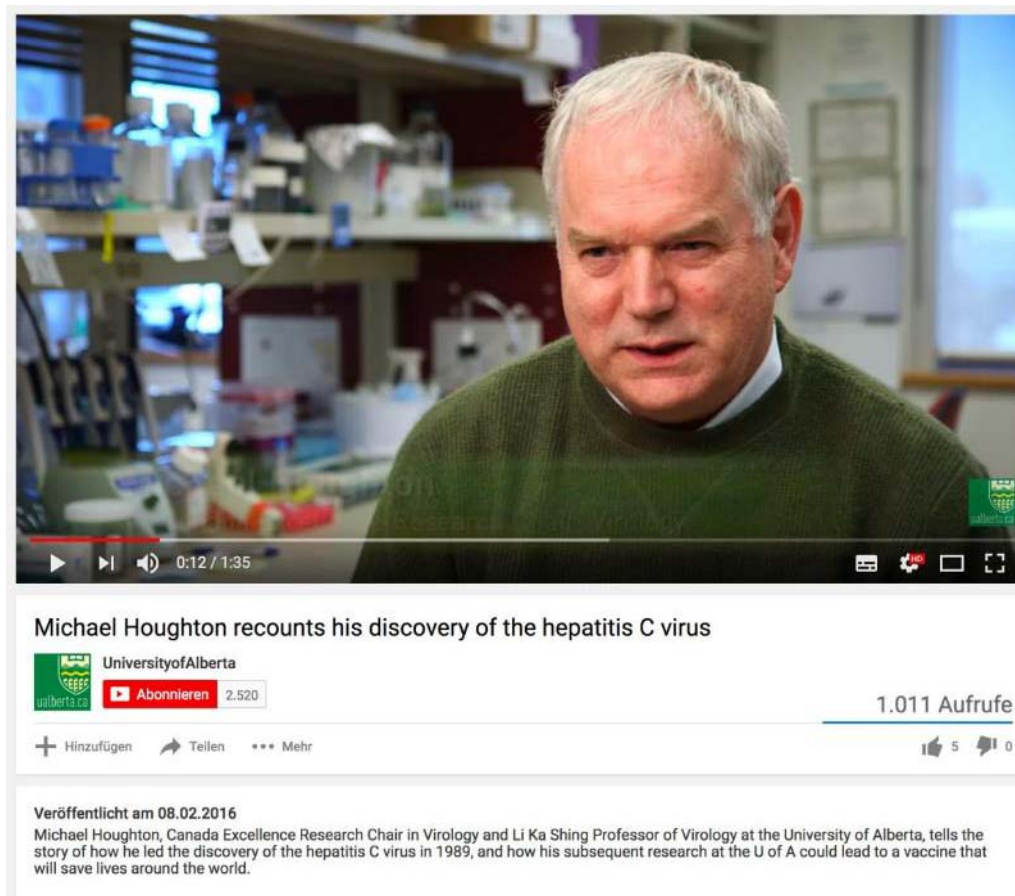 ualberta.ca
0:12 / 1:35
HD
Michael Houghton recounts his discovery of the hepatitis C virus
UniversityofAlberta
ualberta.ca
Abonnieren 2.520
1.011 Aufrufe
Hinzufügen Teilen Mehr
5 0
Veröffentlicht am 08.02.2016
Michael Houghton, Canada Excellence Research Chair in Virology and Li Ka Shing Professor of Virology at the University of Alberta, tells the
story of how he led the discovery of the hepatitis C virus in 1989, and how his subsequent research at the U of A could lead to a vaccine that
will save lives around the world.